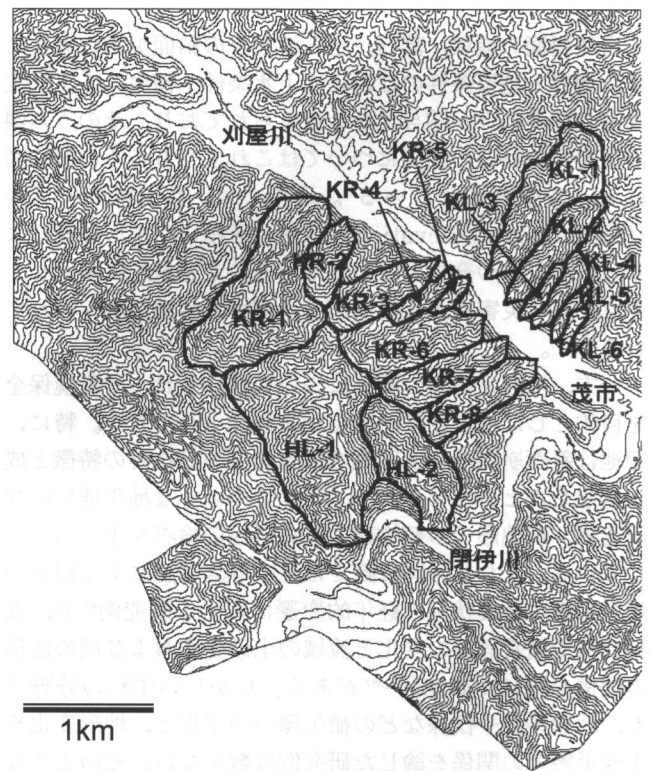 刈屋川
KR-5
KR-4
KL-1
KL-3
KL-2
KR-2
KL-4
KR-3
KL-5
KR-1
KR-6
KL-6
KR-7
茂市
KR-8
HL-1
HL-2
閉伊川
1km